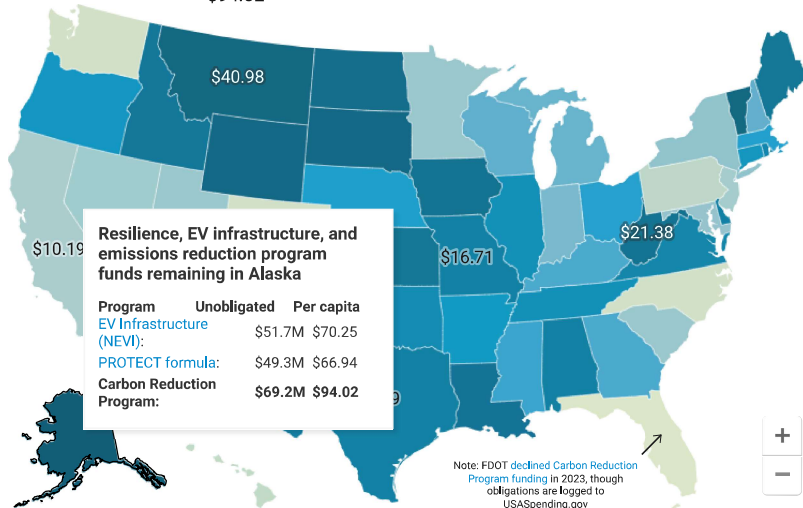 $40.98
$10.19
$16.71
$21.38
Resilience, EV infrastructure, and
emissions reduction program
funds remaining in Alaska
Program Unobligated Per capita
EV Infrastructure
(NEVI): $51.7M $70.25
PROTECT formula: $49.3M $66.94
Carbon Reduction
Program: $69.2M $94.02
Note: FDOT declined Carbon Reduction
Program funding in 2023, though
obligations are logged to
USASpending.gov
+
−